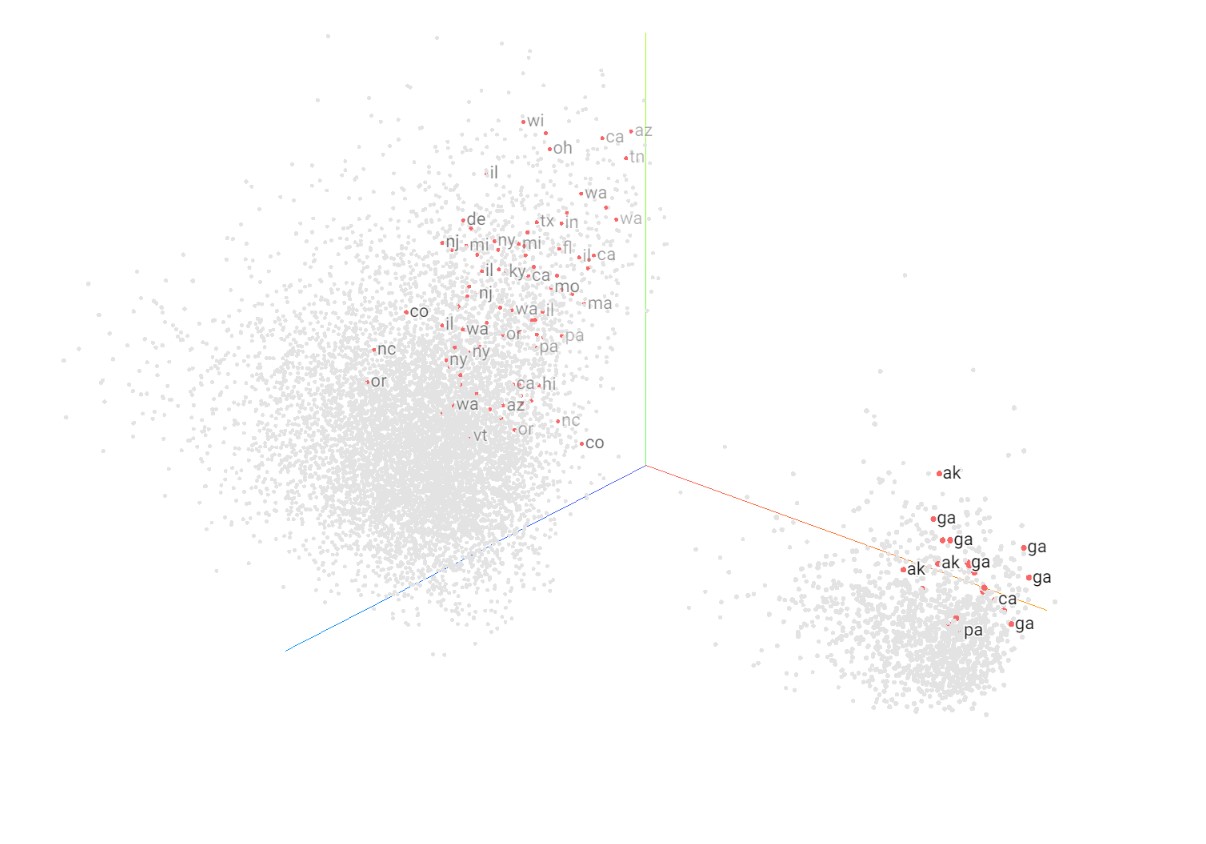 wi
ca az
oh
tn
il
wa
de
tx in
wa
nj mi ny mi fl
il ca
il ky ca
nj mo
ma
co
wa il
il wa or pa
nc
ny ny pa
or
ca hi
wa az
nc
vt or
co
ak
ga
ga
ga
ak ak ga
ga
ca
pa ga